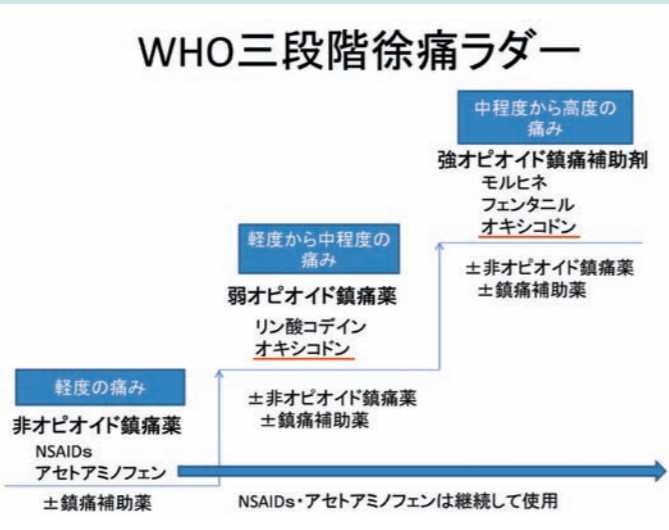 WHO三段階徐痛ラダー
中程度から高度の
痛み
強オピオイド鎮痛補助剤
モルヒネ
フェンタニル
オキシコドン
±非オピオイド鎮痛薬
±鎮痛補助薬
軽度から中程度の
痛み
弱オピオイド鎮痛薬
リン酸コデイン
オキシコドン
±非オピオイド鎮痛薬
±鎮痛補助薬
軽度の痛み
非オピオイド鎮痛薬
NSAIDs
アセトアミノフェン
±鎮痛補助薬
NSAIDs・アセトアミノフェンは継続して使用